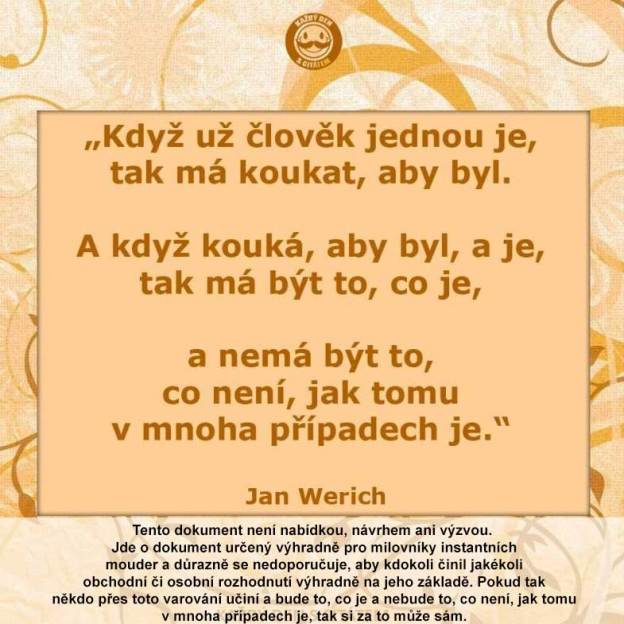 KAŽDÝ DEN
S CITÁTEM
„Když už člověk jednou je,
tak má koukat, aby byl.
A když kouká, aby byl, a je,
tak má být to, co je,
a nemá být to,
co není, jak tomu
v mnoha případech je.“
Jan Werich
Tento dokument není nabídkou, návrhem ani výzvou.
Jde o dokument určený výhradně pro milovníky instantních
mouder a důrazně se nedoporučuje, aby kdokoli činil jakékoli
obchodní či osobní rozhodnutí výhradně na jeho základě. Pokud tak
někdo přes toto varování učiní a bude to, co je a nebude to, co není, jak tomu
v mnoha případech je, tak si za to může sám.